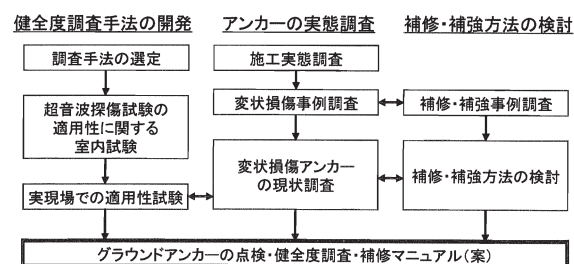 健全度調査手法の開発
アンカーの実態調査
補修・補強方法の検討
調査手法の選定
超音波探傷試験の
適用性に関する
室内試験
実現場での適用性試験
施工実態調査
変状損傷事例調査
変状損傷アンカー
の現状調査
補修・補強事例調査
補修・補強方法の検討
グラウンドアンカーの点検・健全度調査・補修マニュアル(案)